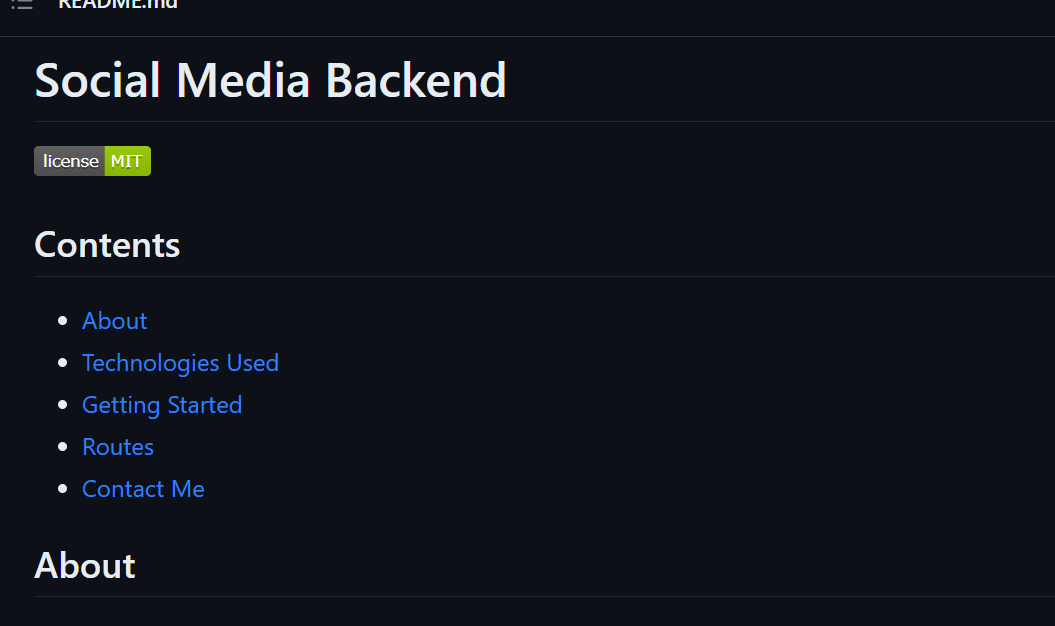 README.md
Social Media Backend
license MIT
Contents
About
Technologies Used
Getting Started
Routes
Contact Me
About